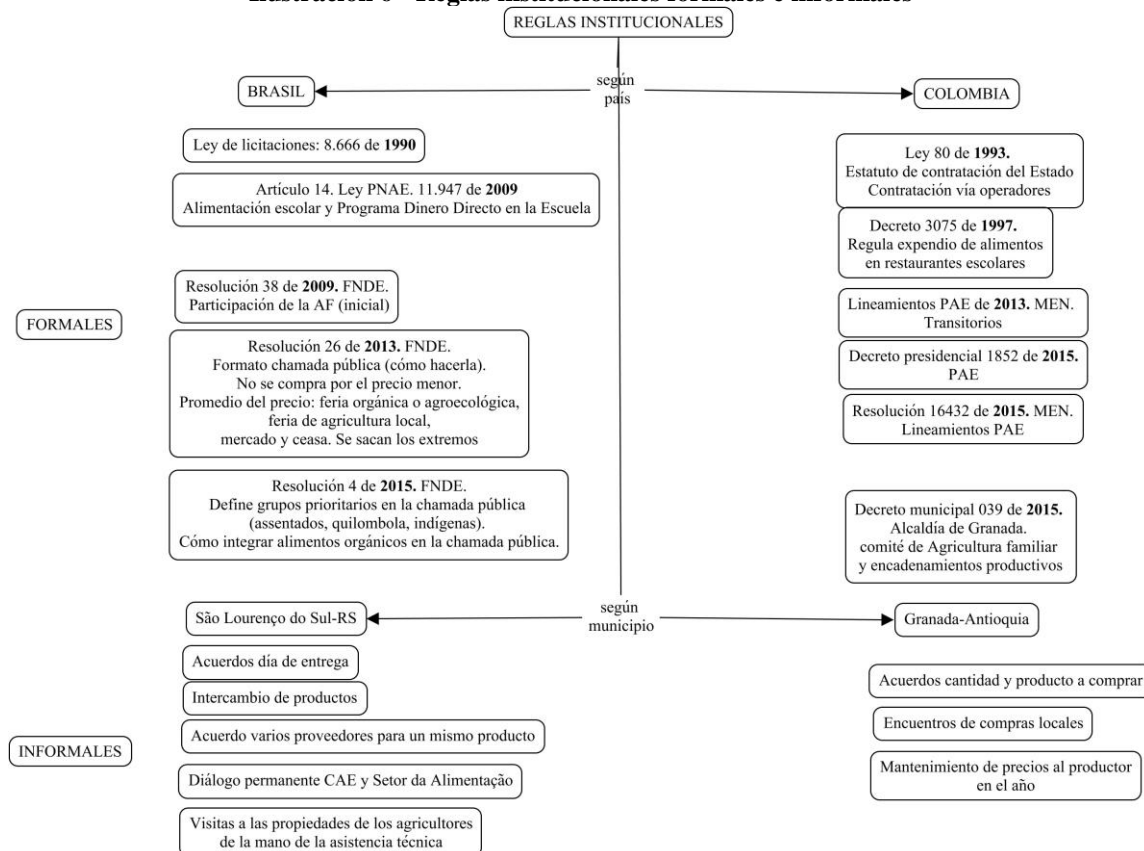 Ilustración 6 - Reglas institucionales formales e informales
REGLAS INSTITUCIONALES
según
país
BRASIL
COLOMBIA
Ley de licitaciones: 8.666 de 1990
Artículo 14. Ley PNAE. 11.947 de 2009
Alimentación escolar y Programa Dinero Directo en la Escuela
Ley 80 de 1993.
Estatuto de contratación del Estado
Contratación vía operadores
Decreto 3075 de 1997.
Regula expendio de alimentos
en restaurantes escolares
FORMALES
Resolución 38 de 2009. FNDE.
Participación de la AF (inicial)
Resolución 26 de 2013. FNDE.
Formato chamada pública (cómo hacerla).
No se compra por el precio menor.
Promedio del precio: feria orgánica o agroecológica,
feria de agricultura local,
mercado y ceasa. Se sacan los extremos
Resolución 4 de 2015. FNDE.
Define grupos prioritarios en la chamada pública
(assentados, quilombola, indígenas).
Cómo integrar alimentos orgánicos en la chamada pública.
Lineamientos PAE de 2013. MEN.
Transitorios
Decreto presidencial 1852 de 2015.
PAE
Resolución 16432 de 2015. MEN.
Lineamientos PAE
Decreto municipal 039 de 2015.
Alcaldía de Granada.
comité de Agricultura familiar
y encadenamientos productivos
según
municipio
São Lourenço do Sul-RS
Granada-Antioquia
INFORMALES
Acuerdos día de entrega
Intercambio de productos
Acuerdo varios proveedores para un mismo producto
Diálogo permanente CAE y Setor da Alimentação
Visitas a las propiedades de los agricultores
de la mano de la asistencia técnica
Acuerdos cantidad y producto a comprar
Encuentros de compras locales
Mantenimiento de precios al productor
en el año